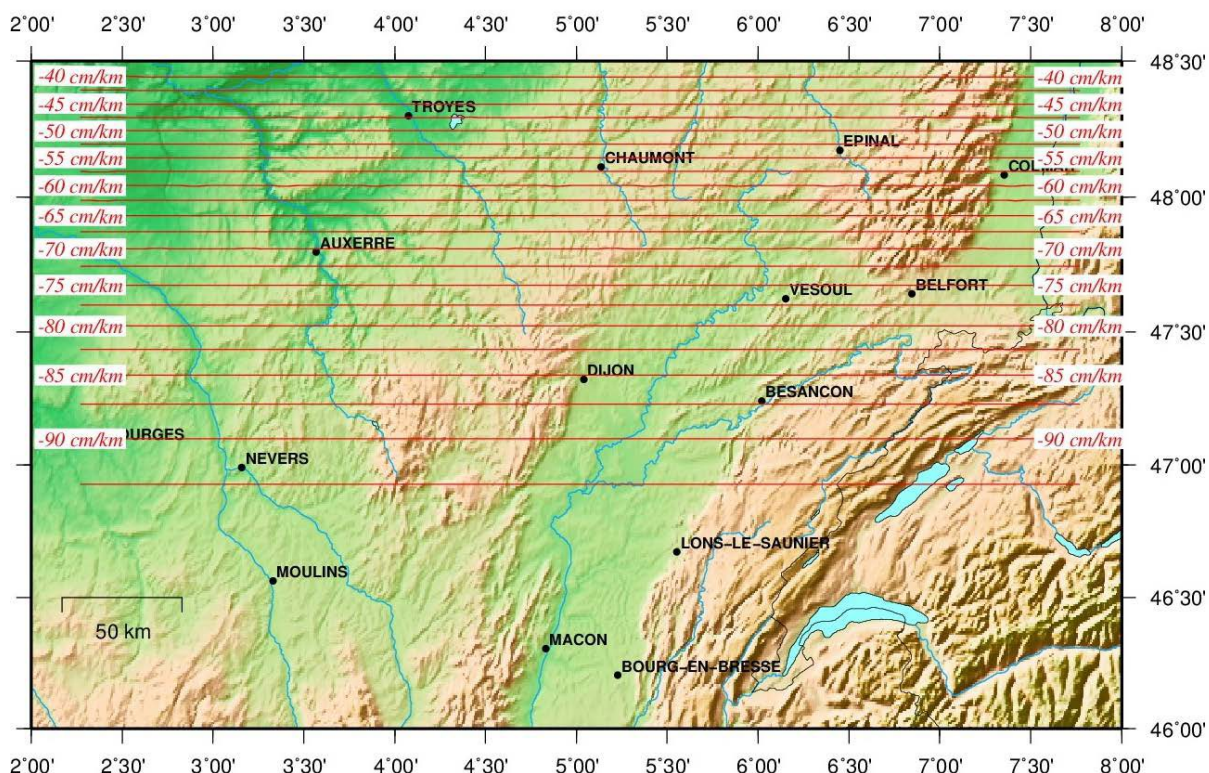 2˚00' 2˚30' 3˚00' 3˚30' 4˚00' 4˚30' 5˚00' 5˚30' 6˚00' 6˚30' 7˚00' 7˚30' 8˚00'
48˚30'
-40 cm/km -40 cm/km
-45 cm/km -45 cm/km
TROYES
-50 cm/km -50 cm/km
EPINAL
-55 cm/km CHAUMONT -55 cm/km
COLMAR
-60 cm/km -60 cm/km
48˚00'
-65 cm/km -65 cm/km
AUXERRE
-70 cm/km -70 cm/km
-75 cm/km VESOUL BELFORT -75 cm/km
-80 cm/km -80 cm/km
47˚30'
-85 cm/km DIJON -85 cm/km
BESANCON
-90 cm/km -90 cm/km
OURGES
NEVERS
47˚00'
LONS-LE-SAUNIER
MOULINS
46˚30'
50 km
MACON
BOURG-EN-BRESSE
46˚00'
2˚00' 2˚30' 3˚00' 3˚30' 4˚00' 4˚30' 5˚00' 5˚30' 6˚00' 6˚30' 7˚00' 7˚30' 8˚00'